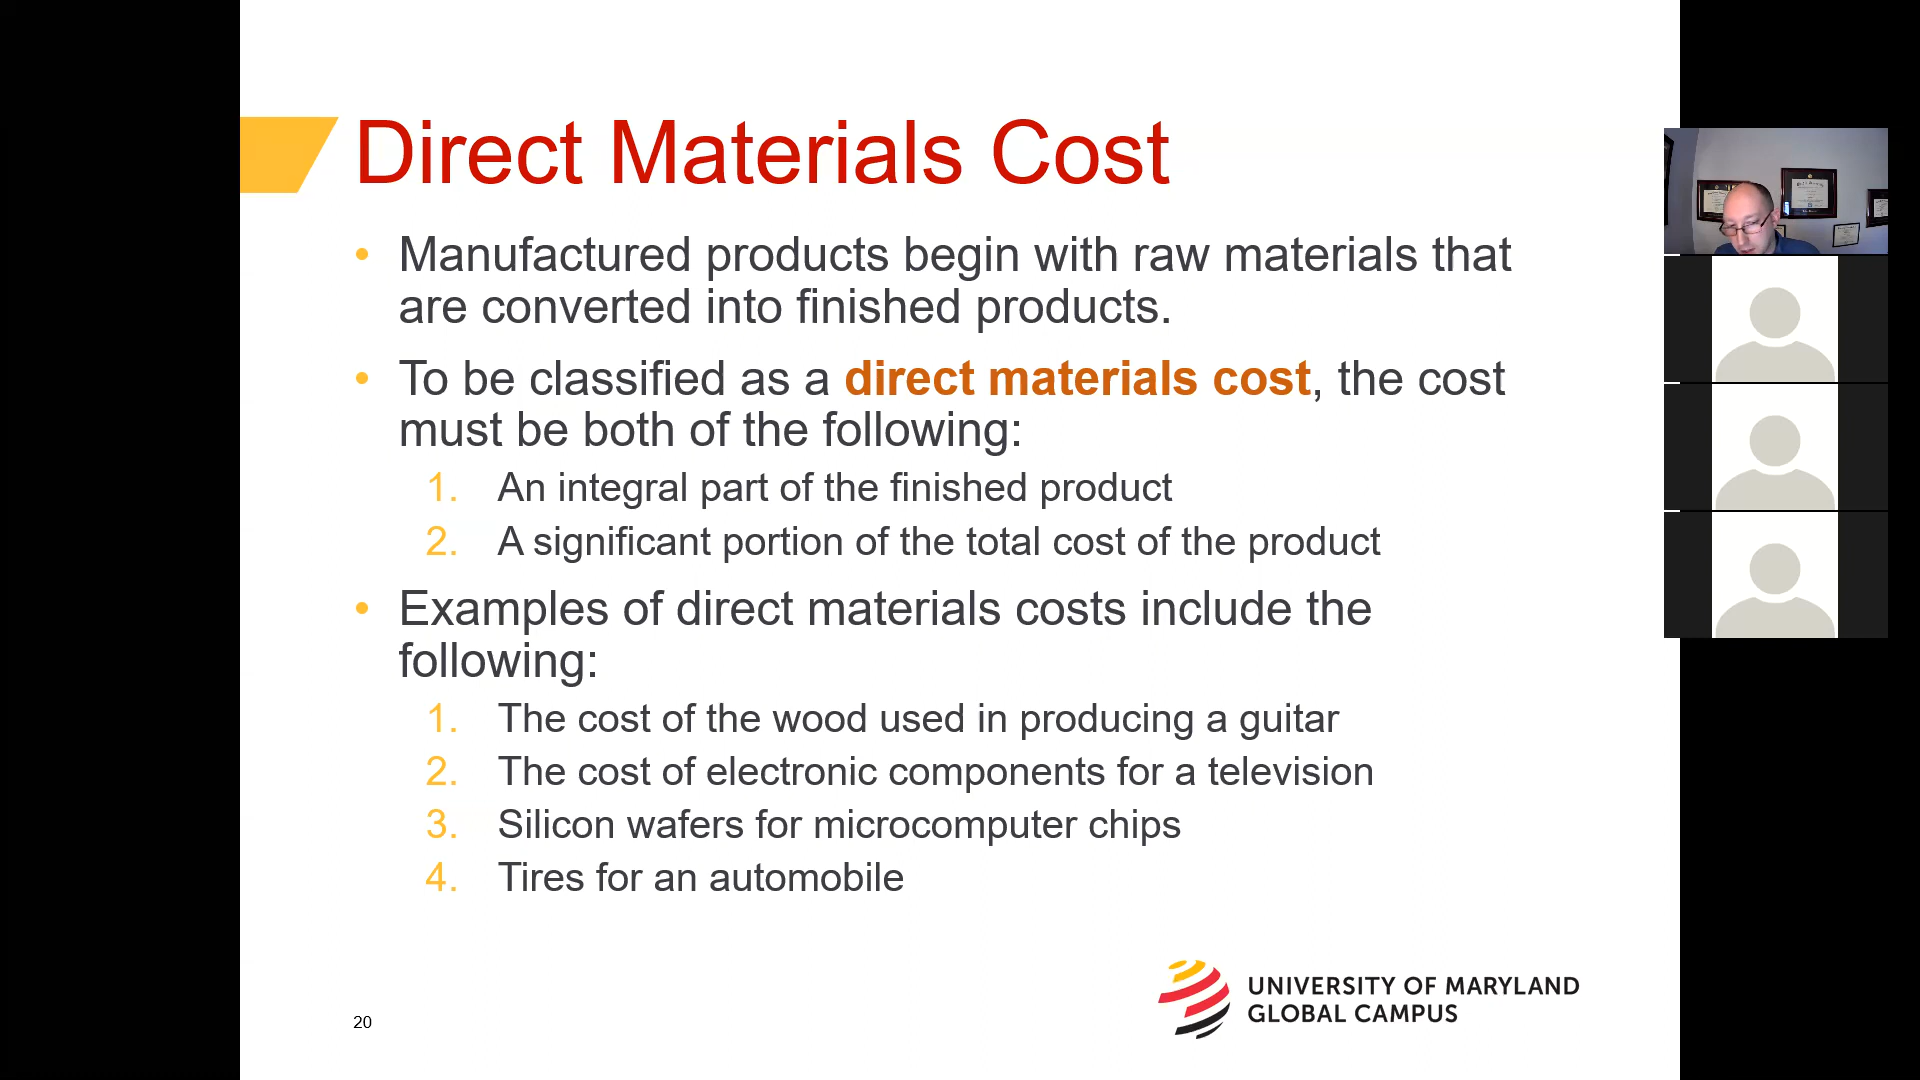 Direct Materials Cost
• Manufactured products begin with raw materials that
are converted into finished products.
• To be classified as a direct materials cost, the cost
must be both of the following:
1. An integral part of the finished product
2. A significant portion of the total cost of the product
• Examples of direct materials costs include the
following:
1. The cost of the wood used in producing a guitar
2. The cost of electronic components for a television
3. Silicon wafers for microcomputer chips
4. Tires for an automobile
20
UNIVERSITY OF MARYLAND
GLOBAL CAMPUS